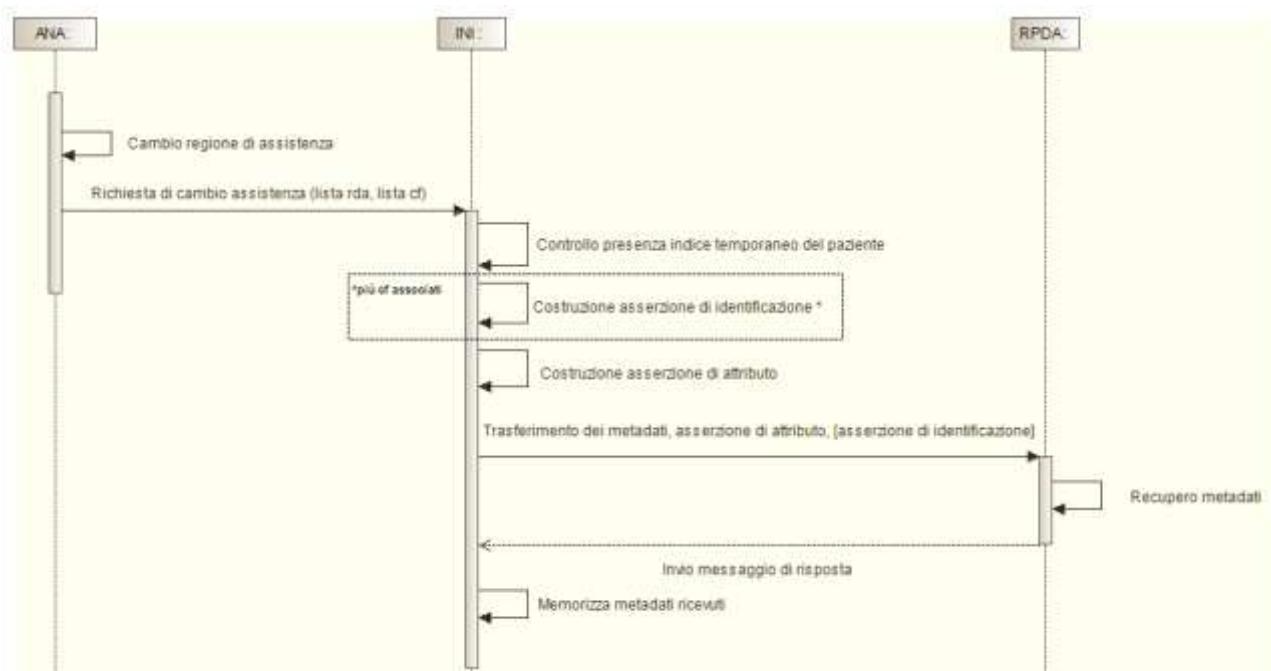 ANA:
INI:
RPDA:
Cambio regione di assistenza
Richiesta di cambio assistenza (lista rda, lista cf)
Controllo presenza indice temporaneo del paziente
*più cf associati
Costruzione asserzione di identificazione *
Costruzione asserzione di attributo
Trasferimento dei metadati, asserzione di attributo, [asserzione di identificazione]
Recupero metadati
Invio messaggio di risposta
Memorizza metadati ricevuti